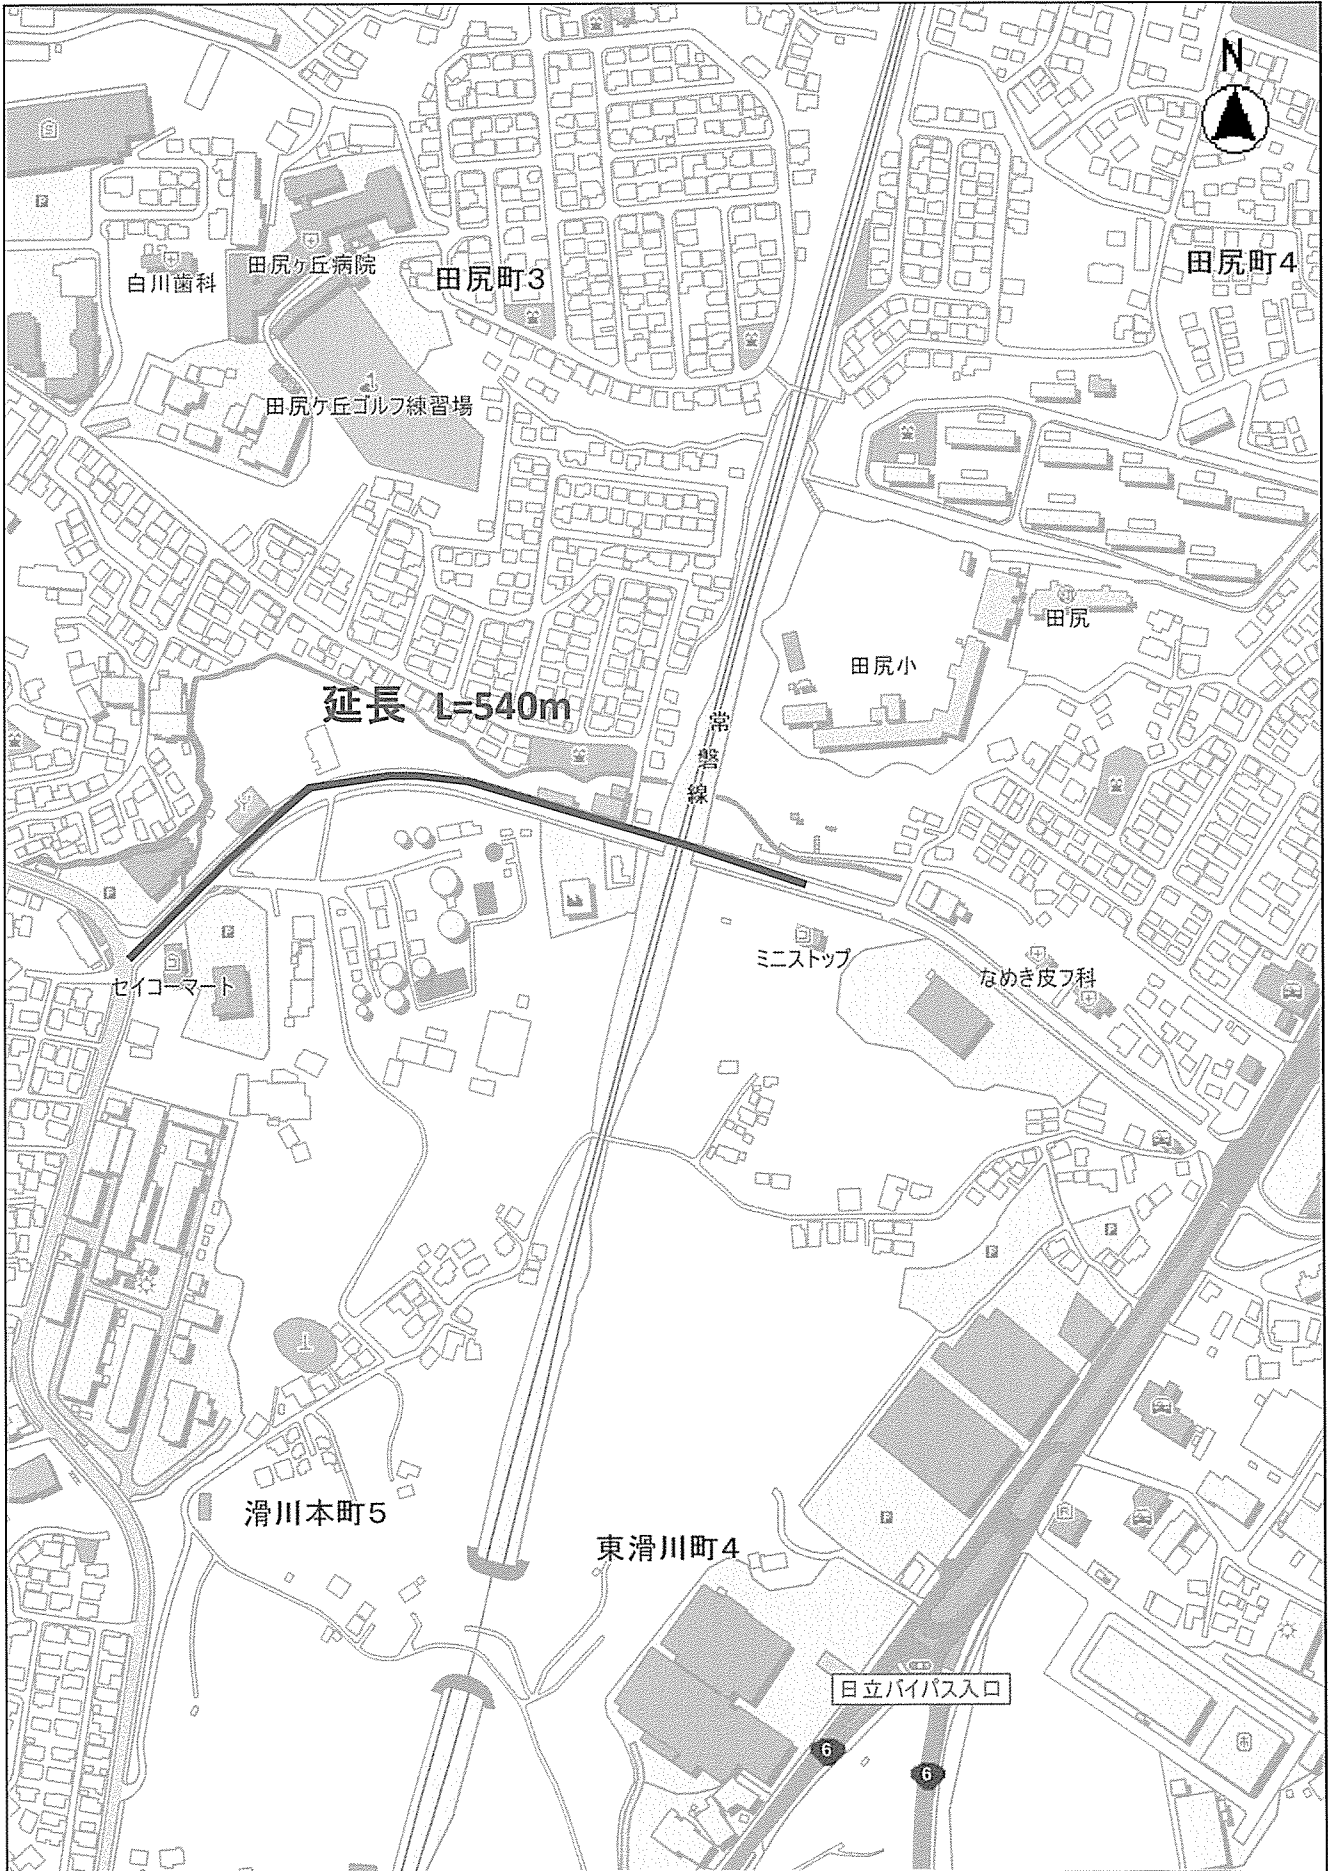 N
田尻町4
田尻ヶ丘病院
白川歯科
田尻町3
田尻ケ丘ゴルフ練習場
田尻
田尻小
延長 L=540m
常磐線
ミニストップ
なめき皮フ科
セイコーマート
P
P
P
P
P
P
滑川本町5
東滑川町4
日立バイパス入口
6
6